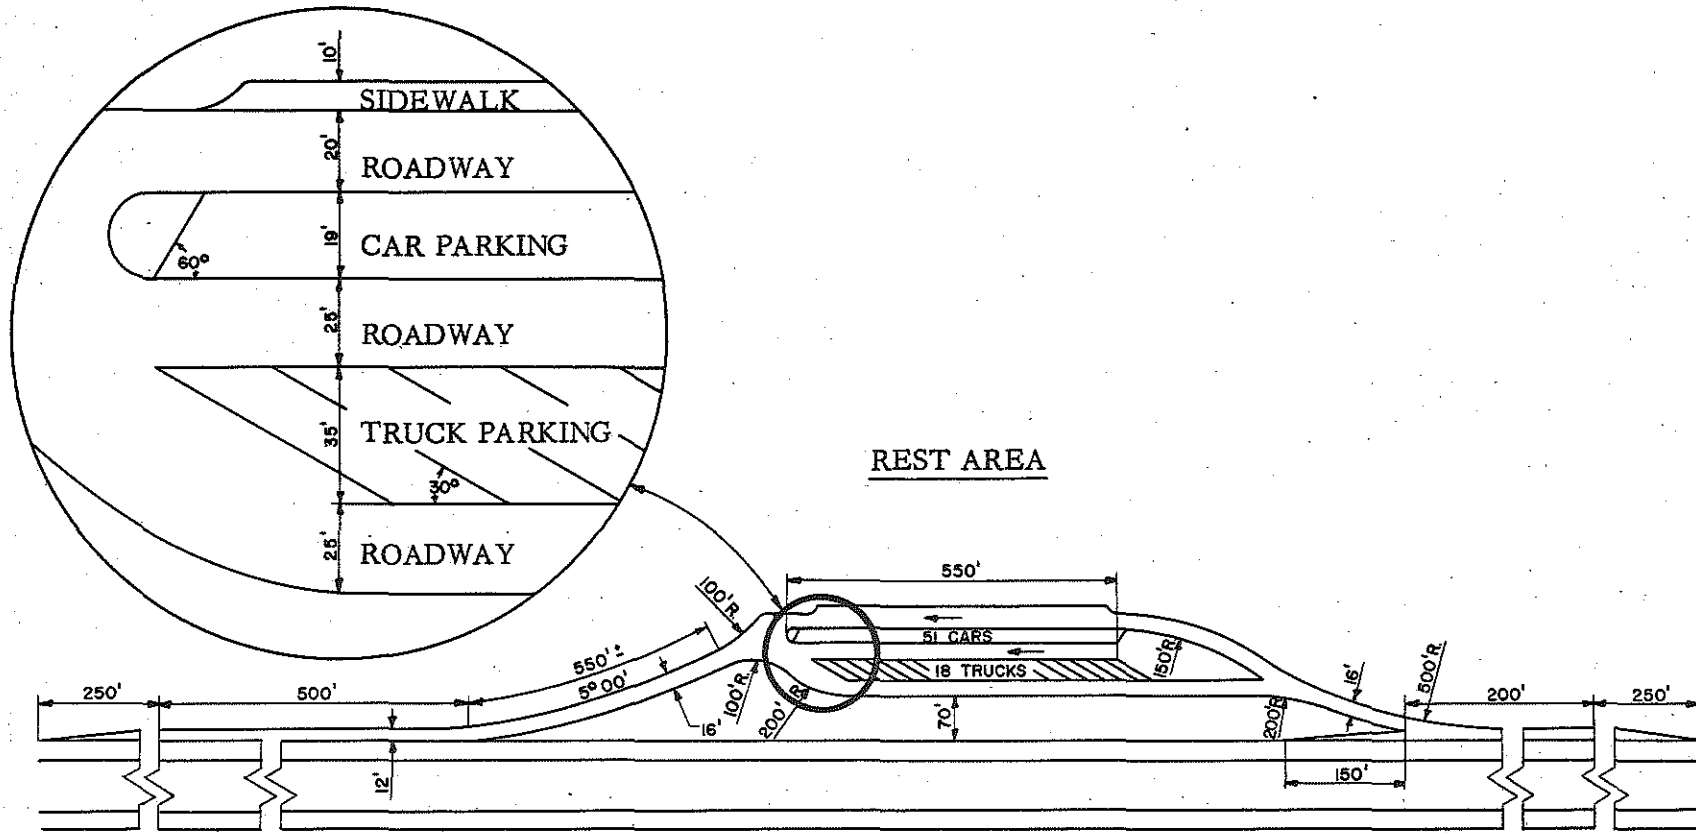 10'
SIDEWALK
20'
ROADWAY
19'
CAR PARKING
60°
25'
ROADWAY
35'
TRUCK PARKING
30°
25'
ROADWAY
REST AREA
550'
100'R.
51 CARS
18 TRUCKS
150'R.
550'±
5°00'
16'
100'R.
200'R.
70'
200'R.
16'
500'R.
250'
500'
200'
250'
12'
150'